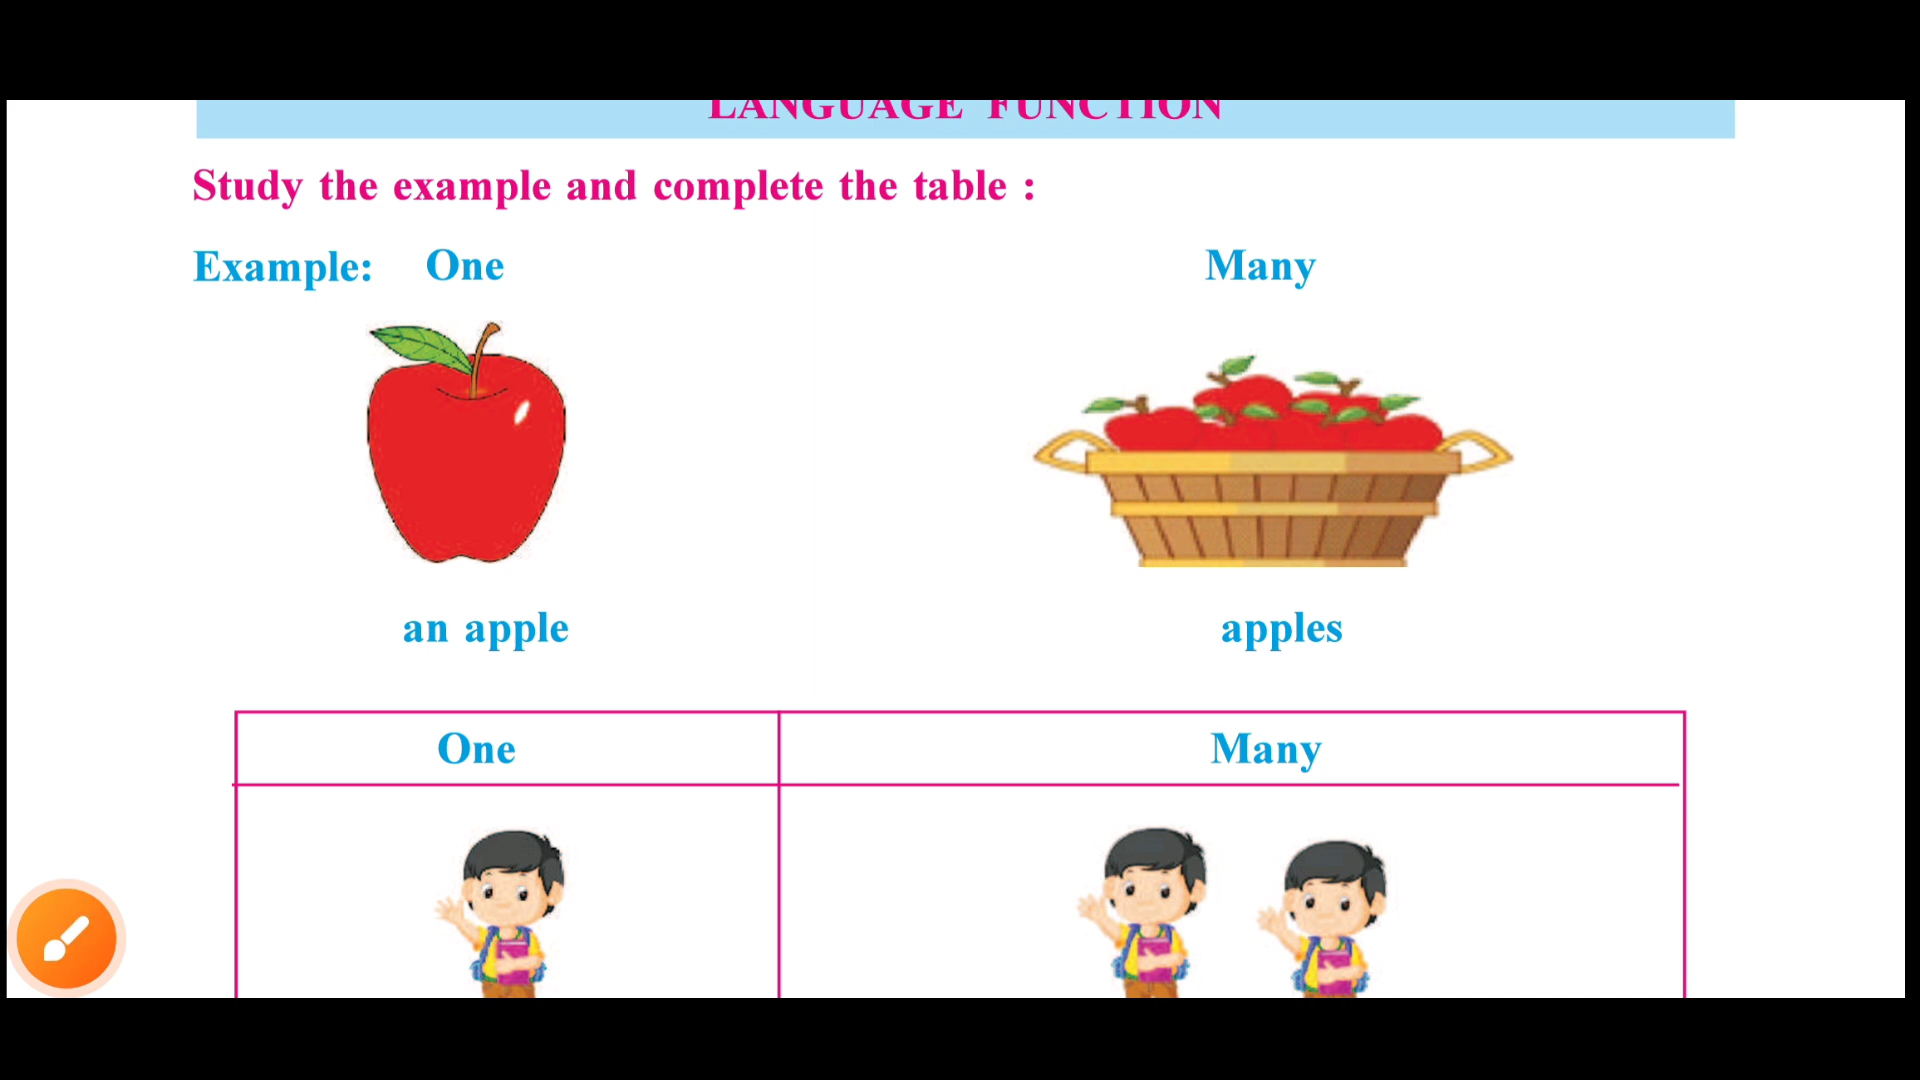 LANGUAGE FUNCTION
Study the example and complete the table :
Example: One Many
an apple apples
One Many